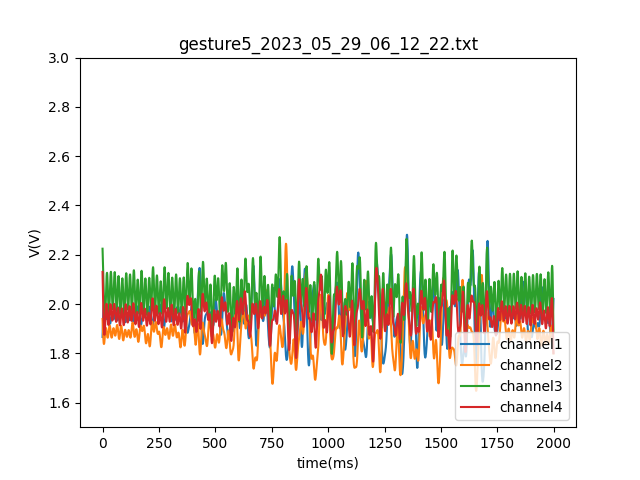 gesture5_2023_05_29_06_12_22.txt
3.0
2.8
2.6
2.4
2.2
2.0
1.8
1.6
V(V)
channel1
channel2
channel3
channel4
0 250 500 750 1000 1250 1500 1750 2000
time(ms)